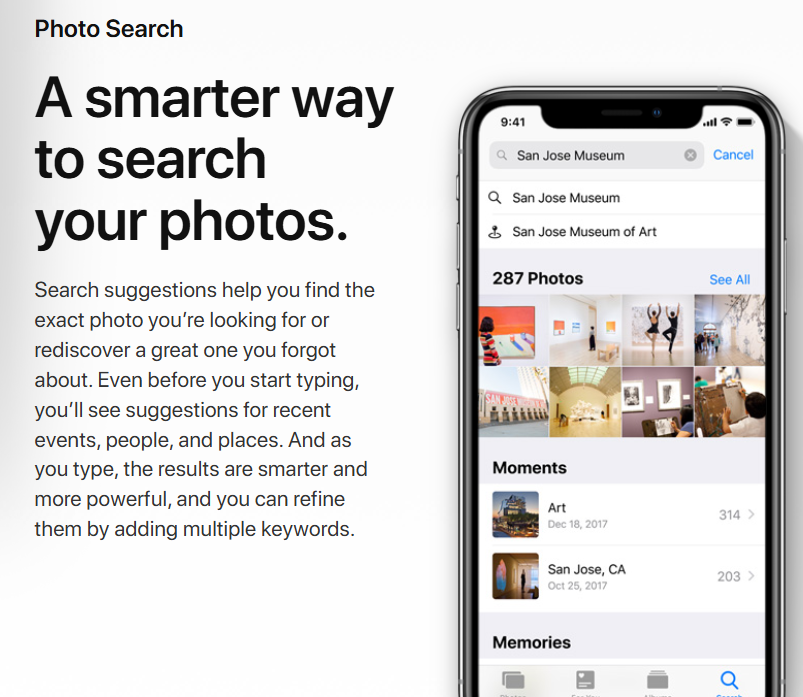 Photo Search
A smarter way
to search
your photos.
Search suggestions help you find the
exact photo you’re looking for or
rediscover a great one you forgot
about. Even before you start typing,
you’ll see suggestions for recent
events, people, and places. And as
you type, the results are smarter and
more powerful, and you can refine
them by adding multiple keywords.
9:41
San Jose Museum
Cancel
San Jose Museum
San Jose Museum of Art
287 Photos
See All
SAN JOSE MUSEUM OF
Moments
Art
Dec 18, 2017
314
San Jose, CA
Oct 25, 2017
203
Memories